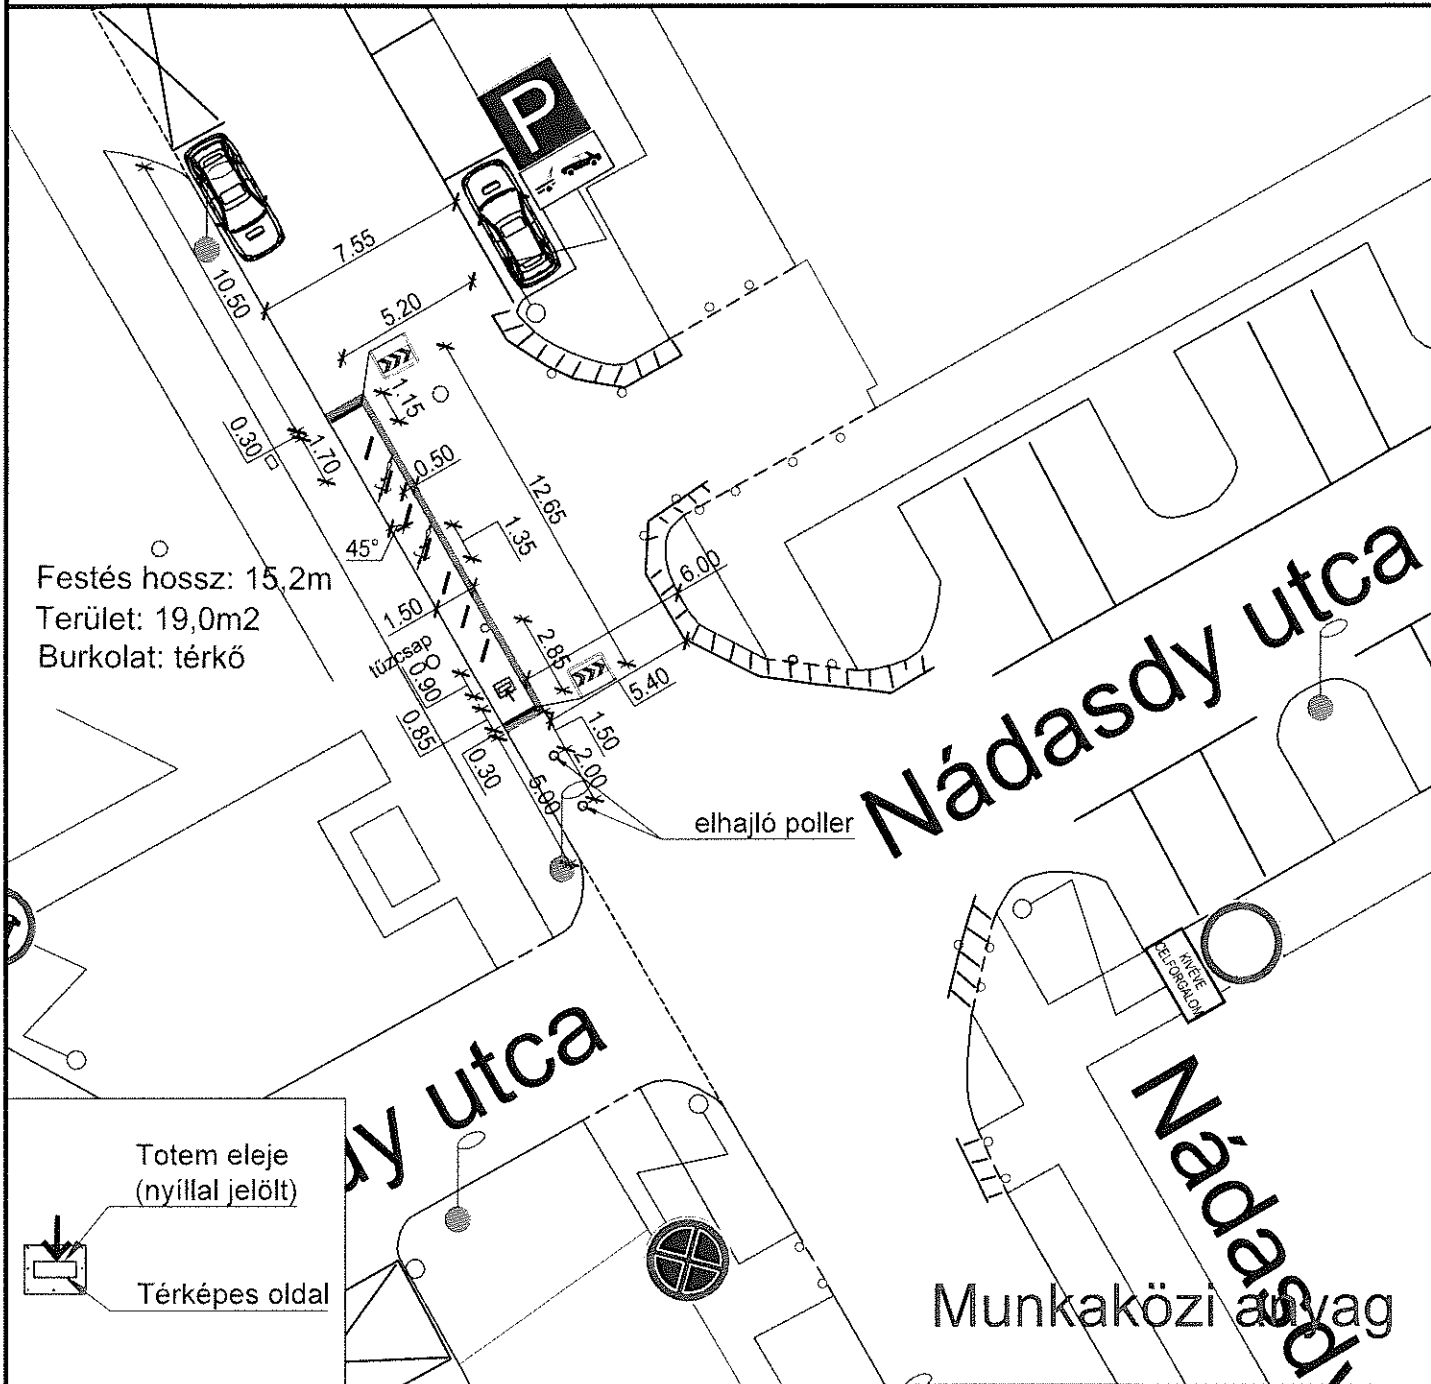 P
7.55
10.50
5.20
1.15
0.30
1.70
0.50
12.65
45°
1.35
Festés hossz: 15,2m
Terület: 19,0m2
Burkolat: térkő
6.00
1.50
2.85
tűzcsap
0.90
5.40
0.85
1.50
0.30
2.00
5.00
elhajló poller
Nádasdy utca
KIVÉVE
CÉLFORGALOM
dy utca
Nádasdy
Totem eleje
(nyíllal jelölt)
Térképes oldal
Munkaközi anyag